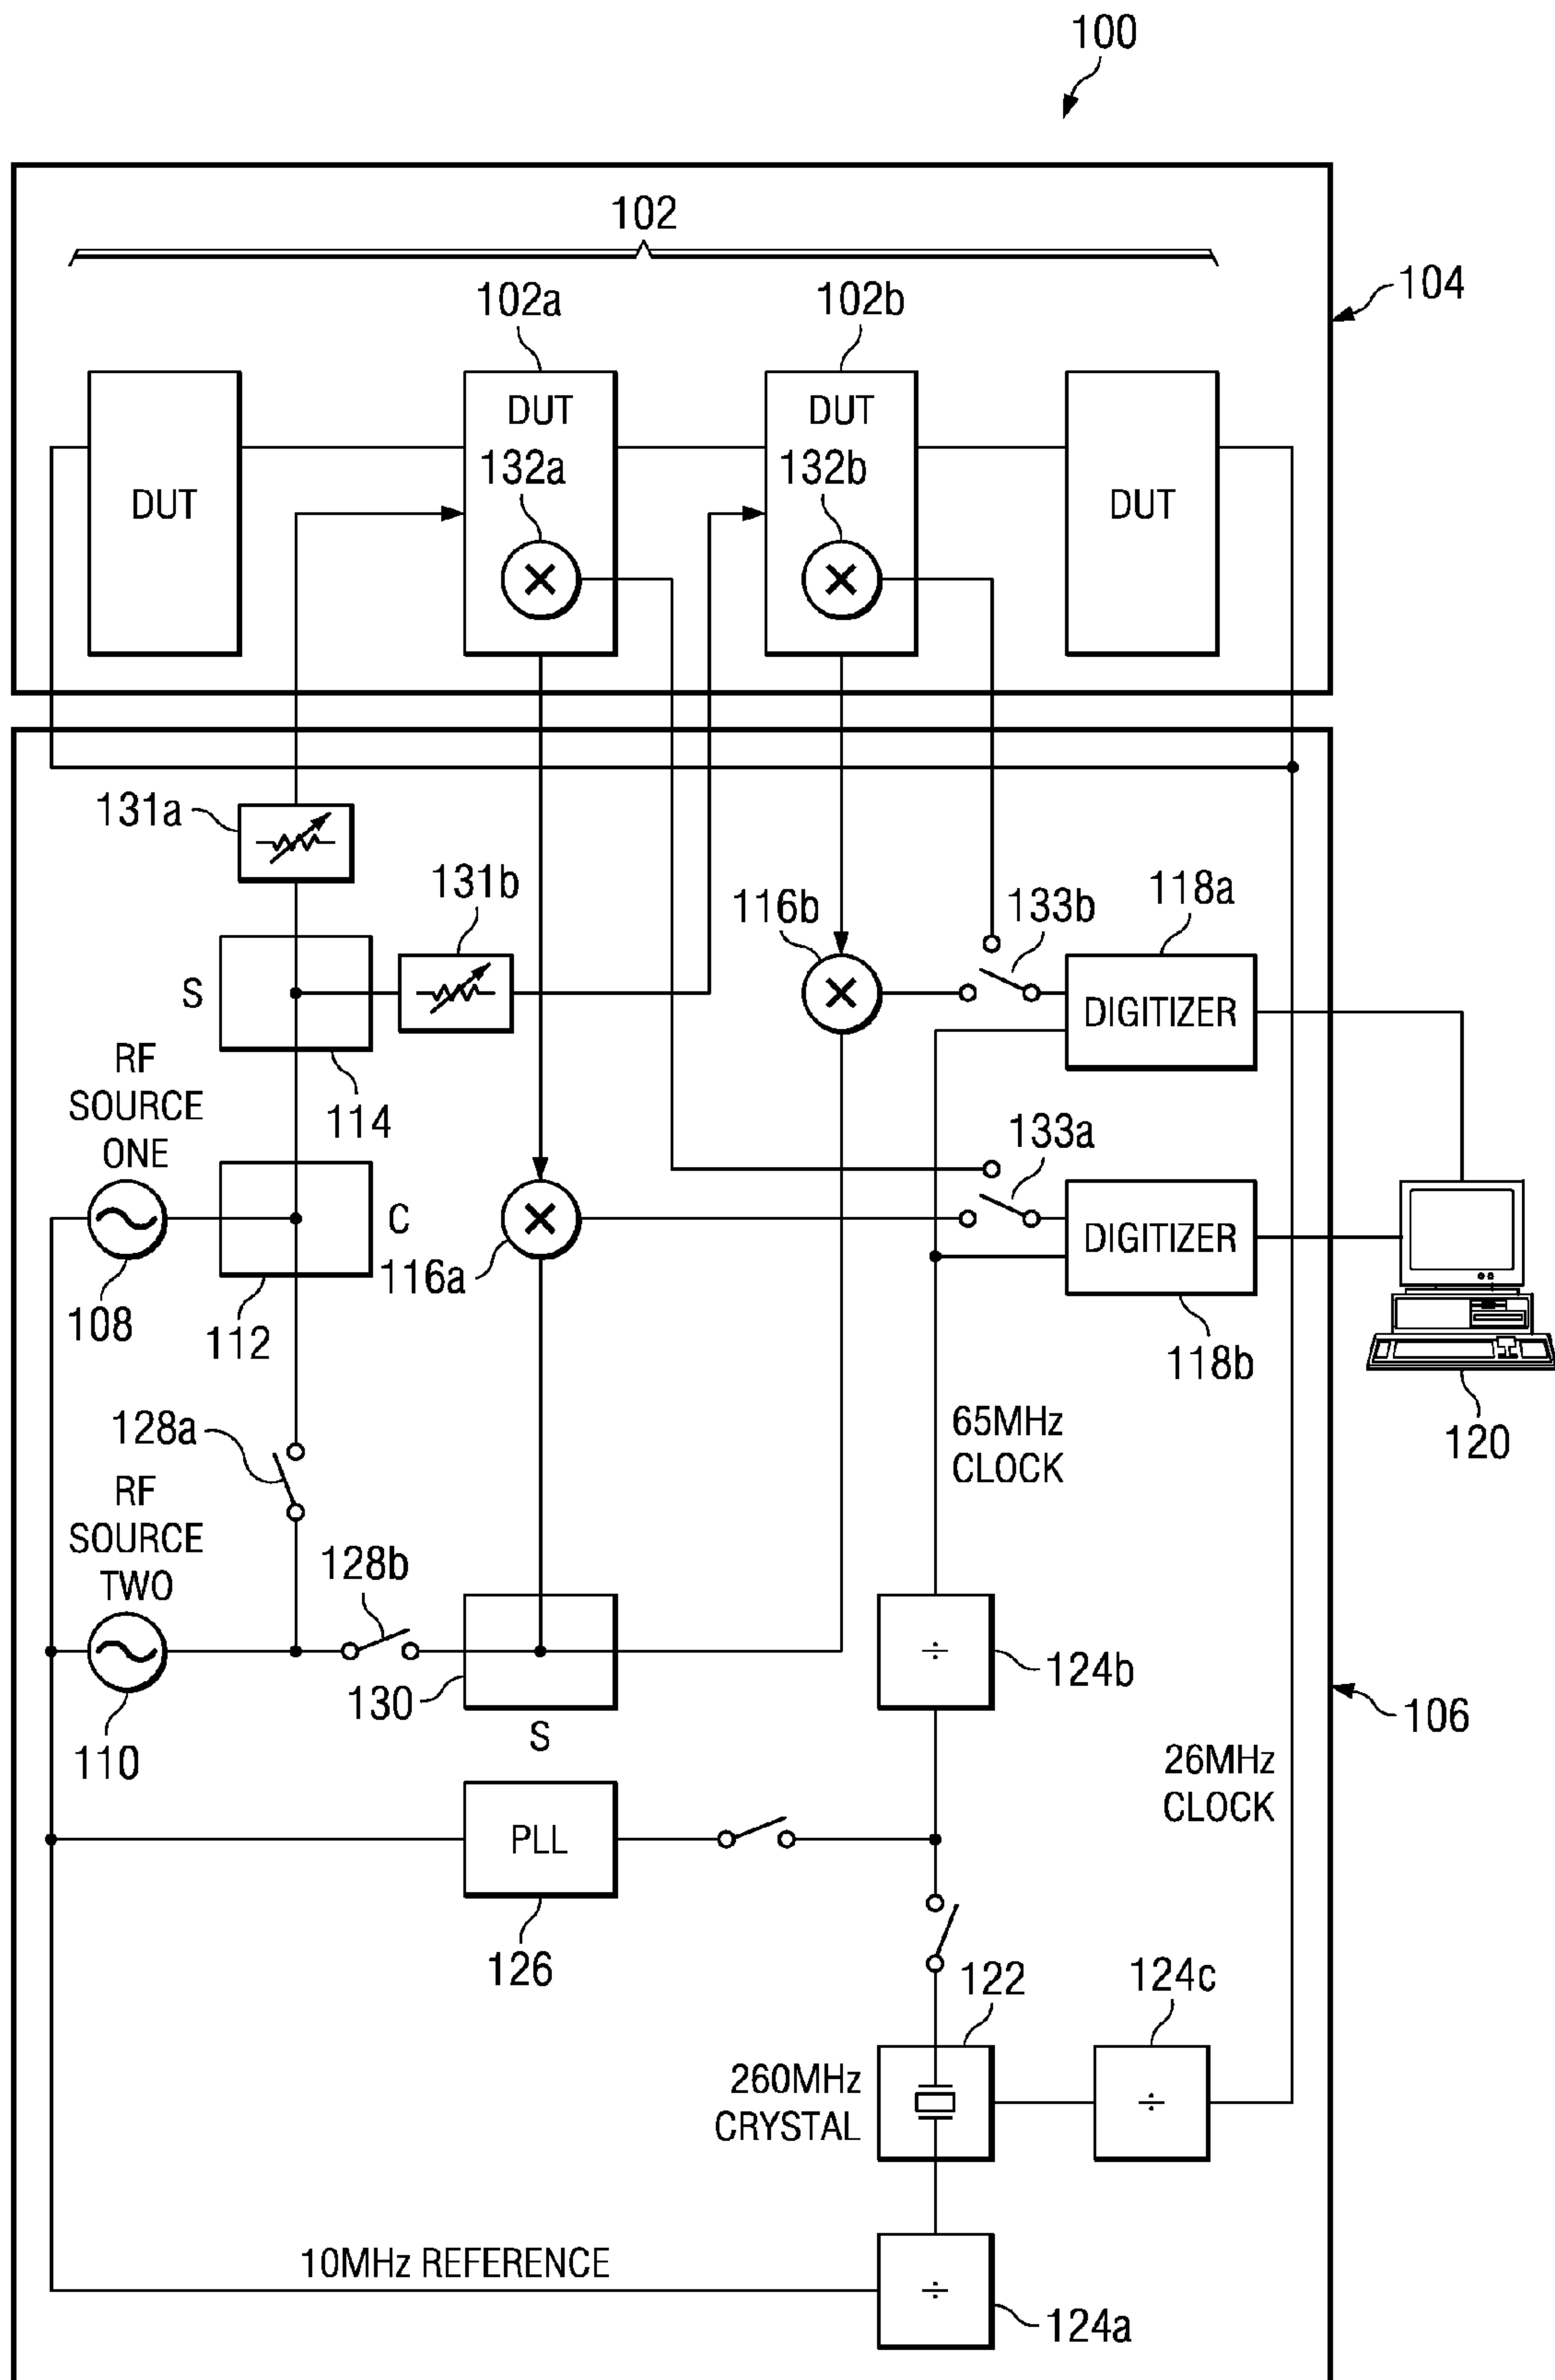 100
102
102a
102b
104
DUT
DUT
132a
DUT
132b
DUT
131a
131b
116b
133b
118a
S
DIGITIZER
RF
SOURCE
ONE
114
133a
C
DIGITIZER
116a
108
112
118b
128a
65MHz
CLOCK
120
RF
SOURCE
TWO
128b
÷
124b
130
S
106
110
26MHz
CLOCK
PLL
126
122
124c
260MHz
CRYSTAL
÷
10MHz REFERENCE
÷
124a